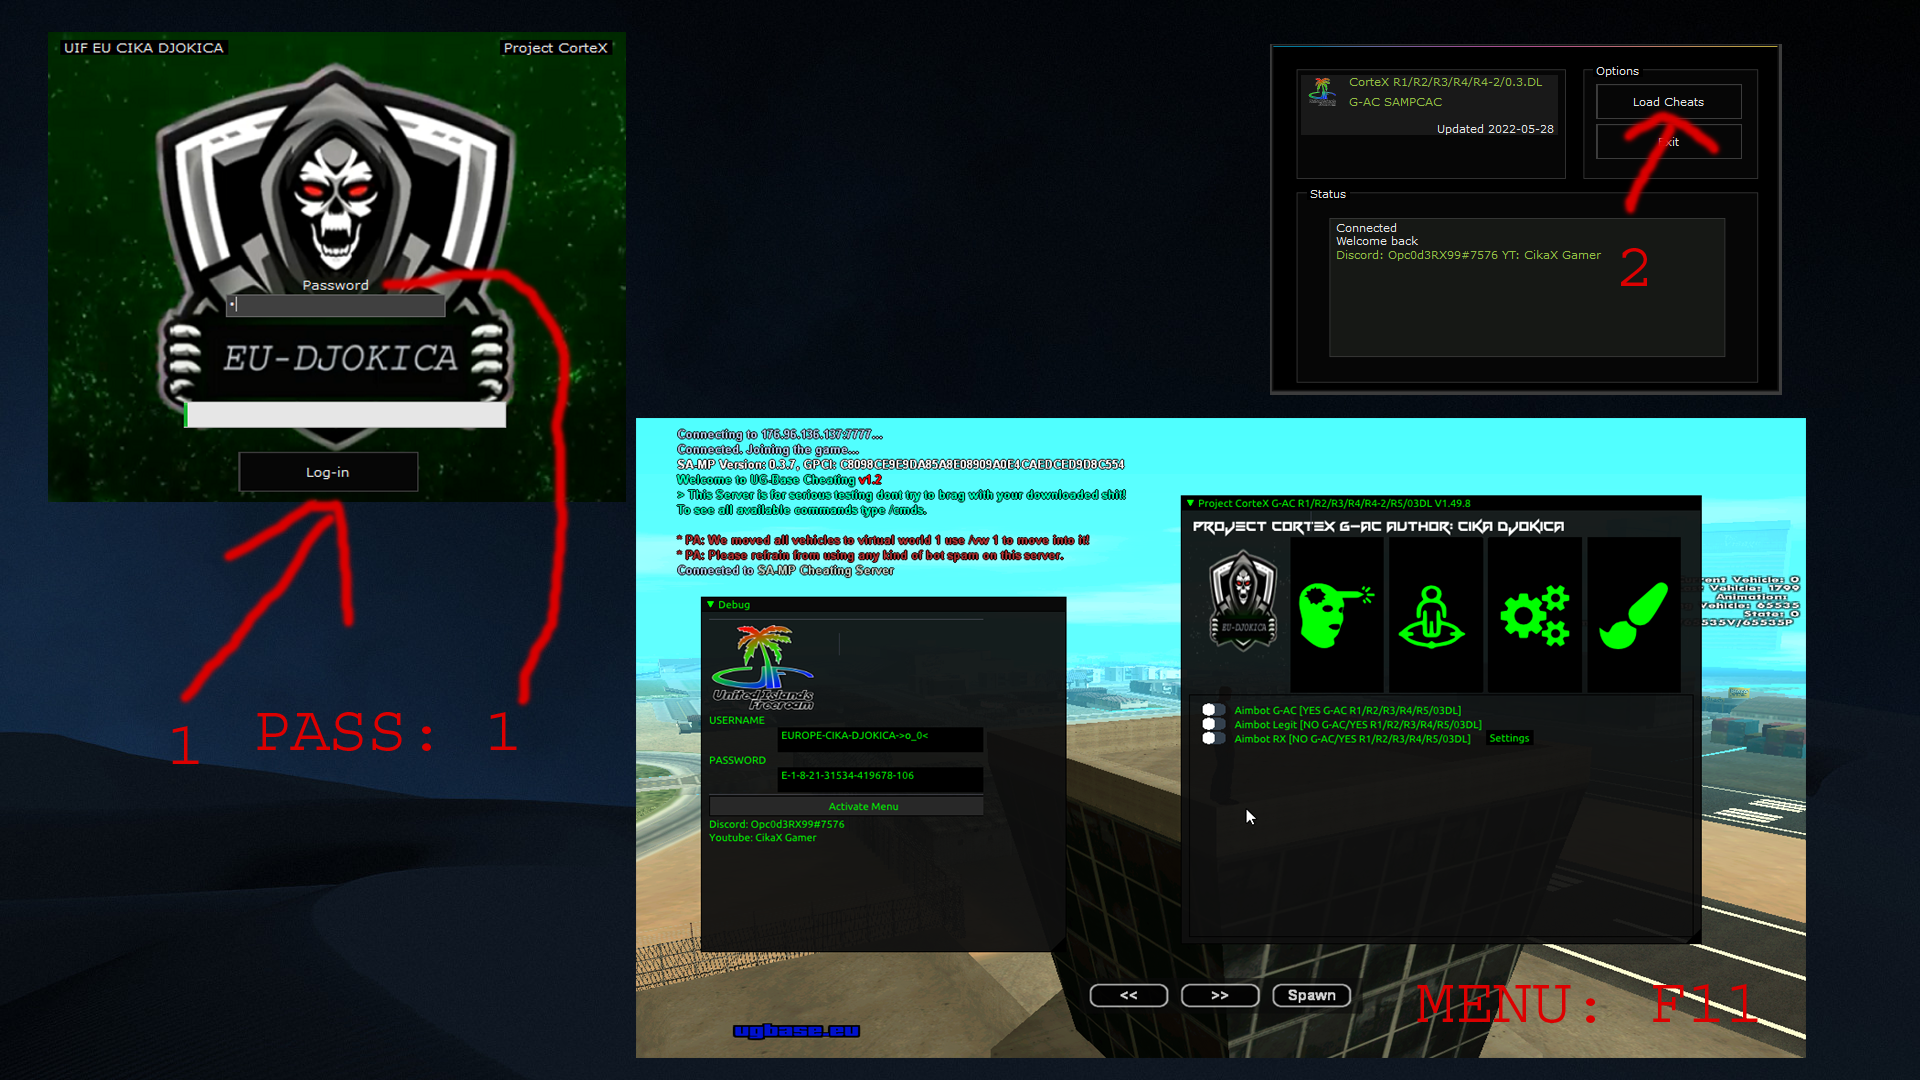 UIF EU CIKA DJOKICA
Project CorteX
Password
EU-DJOKICA
Log-in
1
PASS: 1
CorteX R1/R2/R3/R4/R4-2/0.3.DL
G-AC SAMPCAC
Updated 2022-05-28
Options
Load Cheats
Exit
Status
Connected
Welcome back
Discord: Opc0d3RX99#7576 YT: CikaX Gamer
2
Connecting to 176.96.136.137:7777...
Connected. Joining the game...
SA-MP Version: 0.3.7, GPCI: C8098CE9E9DA85A8E08909A0E4CAEDCED9D8C554
Welcome to UG-Base Cheating v1.2
> This Server is for serious testing dont try to brag with your downloaded shit!
To see all available commands type /cmds.
* PA: We moved all vehicles to virtual world 1 use /vw 1 to move into it!
* PA: Please refrain from using any kind of bot spam on this server.
Connected to SA-MP Cheating Server
Debug
United Islands
Freeroam
USERNAME
EUROPE-CIKA-DJOKICA->o_0<
PASSWORD
E-1-8-21-31534-419678-106
Activate Menu
Discord: Opc0d3RX99#7576
Youtube: CikaX Gamer
Project CorteX G-AC R1/R2/R3/R4/R4-2/R5/03DL V1.49.8
PROJECT CORTEX G-AC AUTHOR: CIKA DJOKICA
EU-DJOKICA
Aimbot G-AC [YES G-AC R1/R2/R3/R4/R5/03DL]
Aimbot Legit [NO G-AC/YES R1/R2/R3/R4/R5/03DL]
Aimbot RX [NO G-AC/YES R1/R2/R3/R4/R5/03DL]
Settings
Vehicle: 0
Vehicle: 1799
Animation:
Vehicle: 65535
State: 0
535V/65535P
<<
>>
Spawn
ugbase.eu
MENU: F11